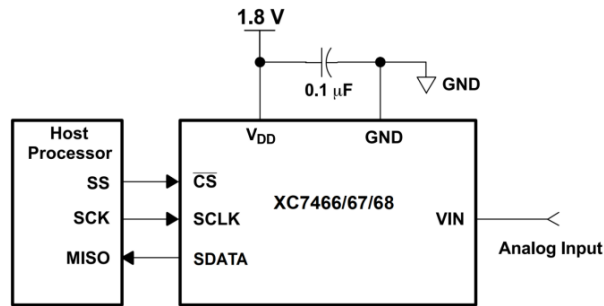 1.8 V
0.1 μF
GND
Host
Processor
SS
SCK
MISO
VDD
GND
CS
SCLK
SDATA
XC7466/67/68
VIN
Analog Input